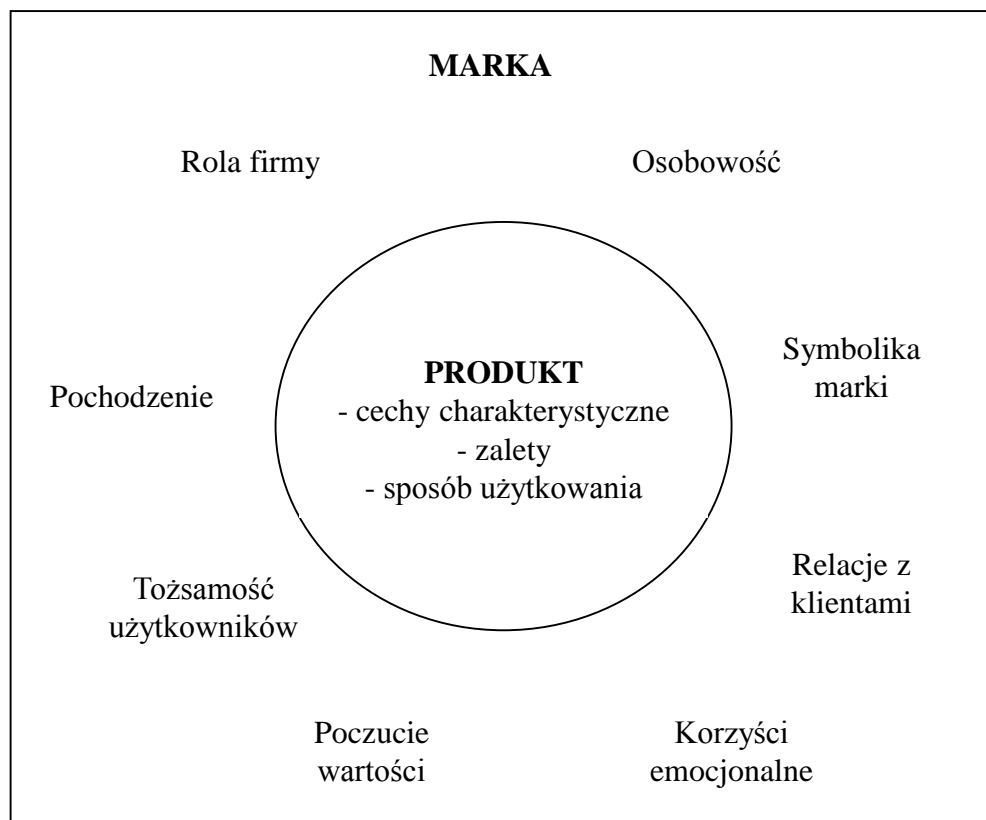 MARKA
Rola firmy
Osobowość
Pochodzenie
PRODUKT
- cechy charakterystyczne
- zalety
- sposób użytkowania
Symbolika
marki
Tożsamość
użytkowników
Relacje z
klientami
Poczucie
wartości
Korzyści
emocjonalne